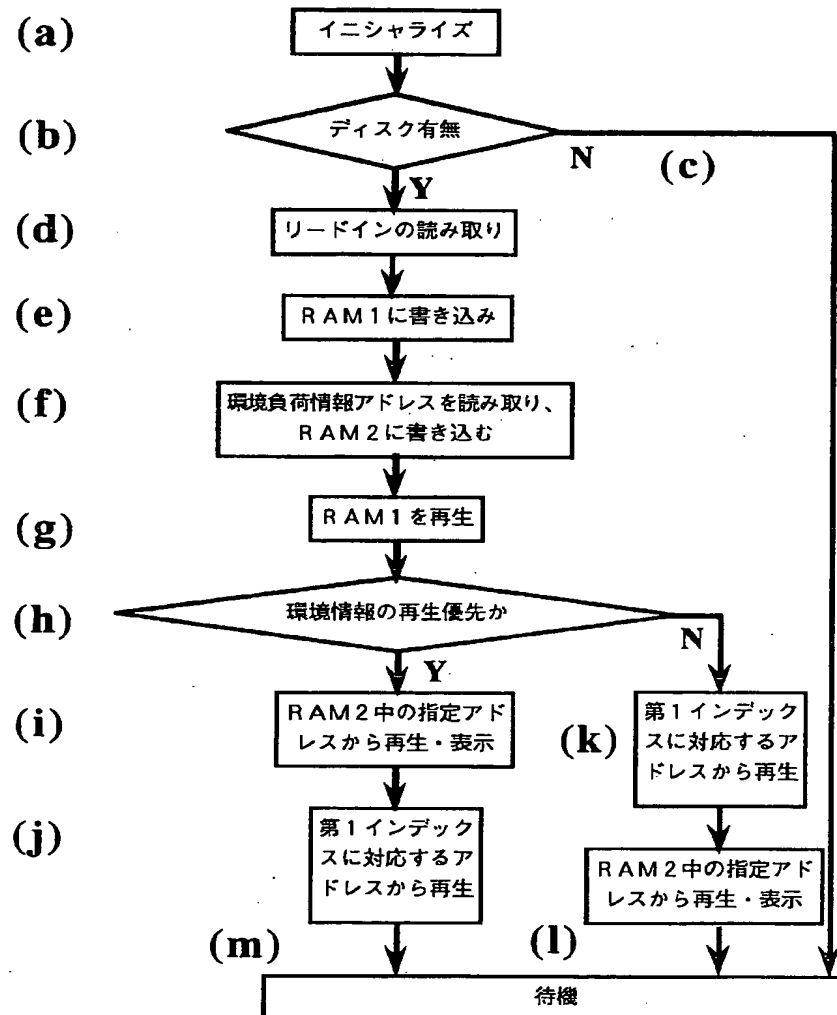 (a)
イニシャライズ
(b)
ディスク有無
N
(c)
Y
(d)
リードインの読み取り
(e)
RAM1に書き込み
(f)
環境負荷情報アドレスを読み取り、
RAM2に書き込む
(g)
RAM1を再生
(h)
環境情報の再生優先か
N
Y
(i)
RAM2中の指定アド
レスから再生・表示
(k)
第1インデック
スに対応するア
ドレスから再生
(j)
第1インデック
スに対応するア
ドレスから再生
RAM2中の指定アド
レスから再生・表示
(m)
(l)
待機